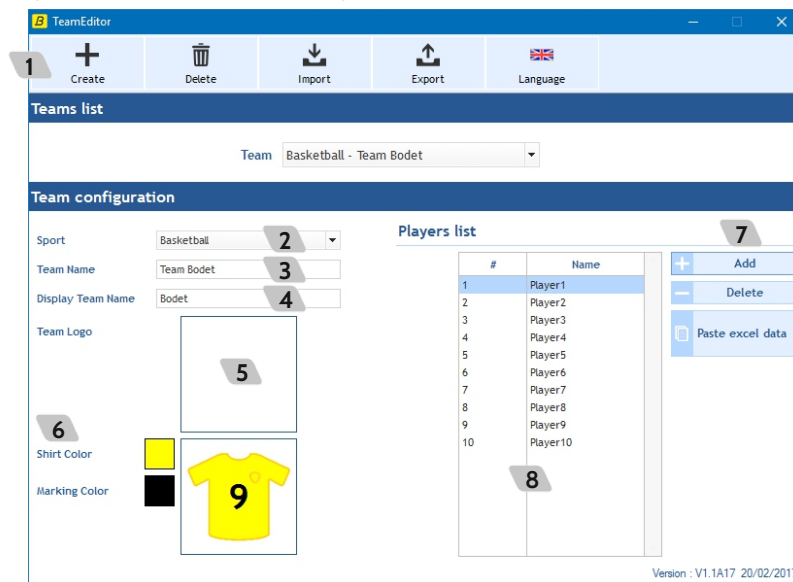 B TeamEditor
1
Create Delete Import Export Language
Teams list
Team Basketball - Team Bodet
Team configuration
Players list
7
Sport Basketball 2
Team Name Team Bodet 3
Display Team Name Bodet 4
Team Logo
5
6
Shirt Color
Marking Color
9
# Name
1 Player1
2 Player2
3 Player3
4 Player4
5 Player5
6 Player6
7 Player7
8 Player8
9 Player9
10 Player10
8
Add
Delete
Paste excel data
Version : V1.1A17 20/02/2017